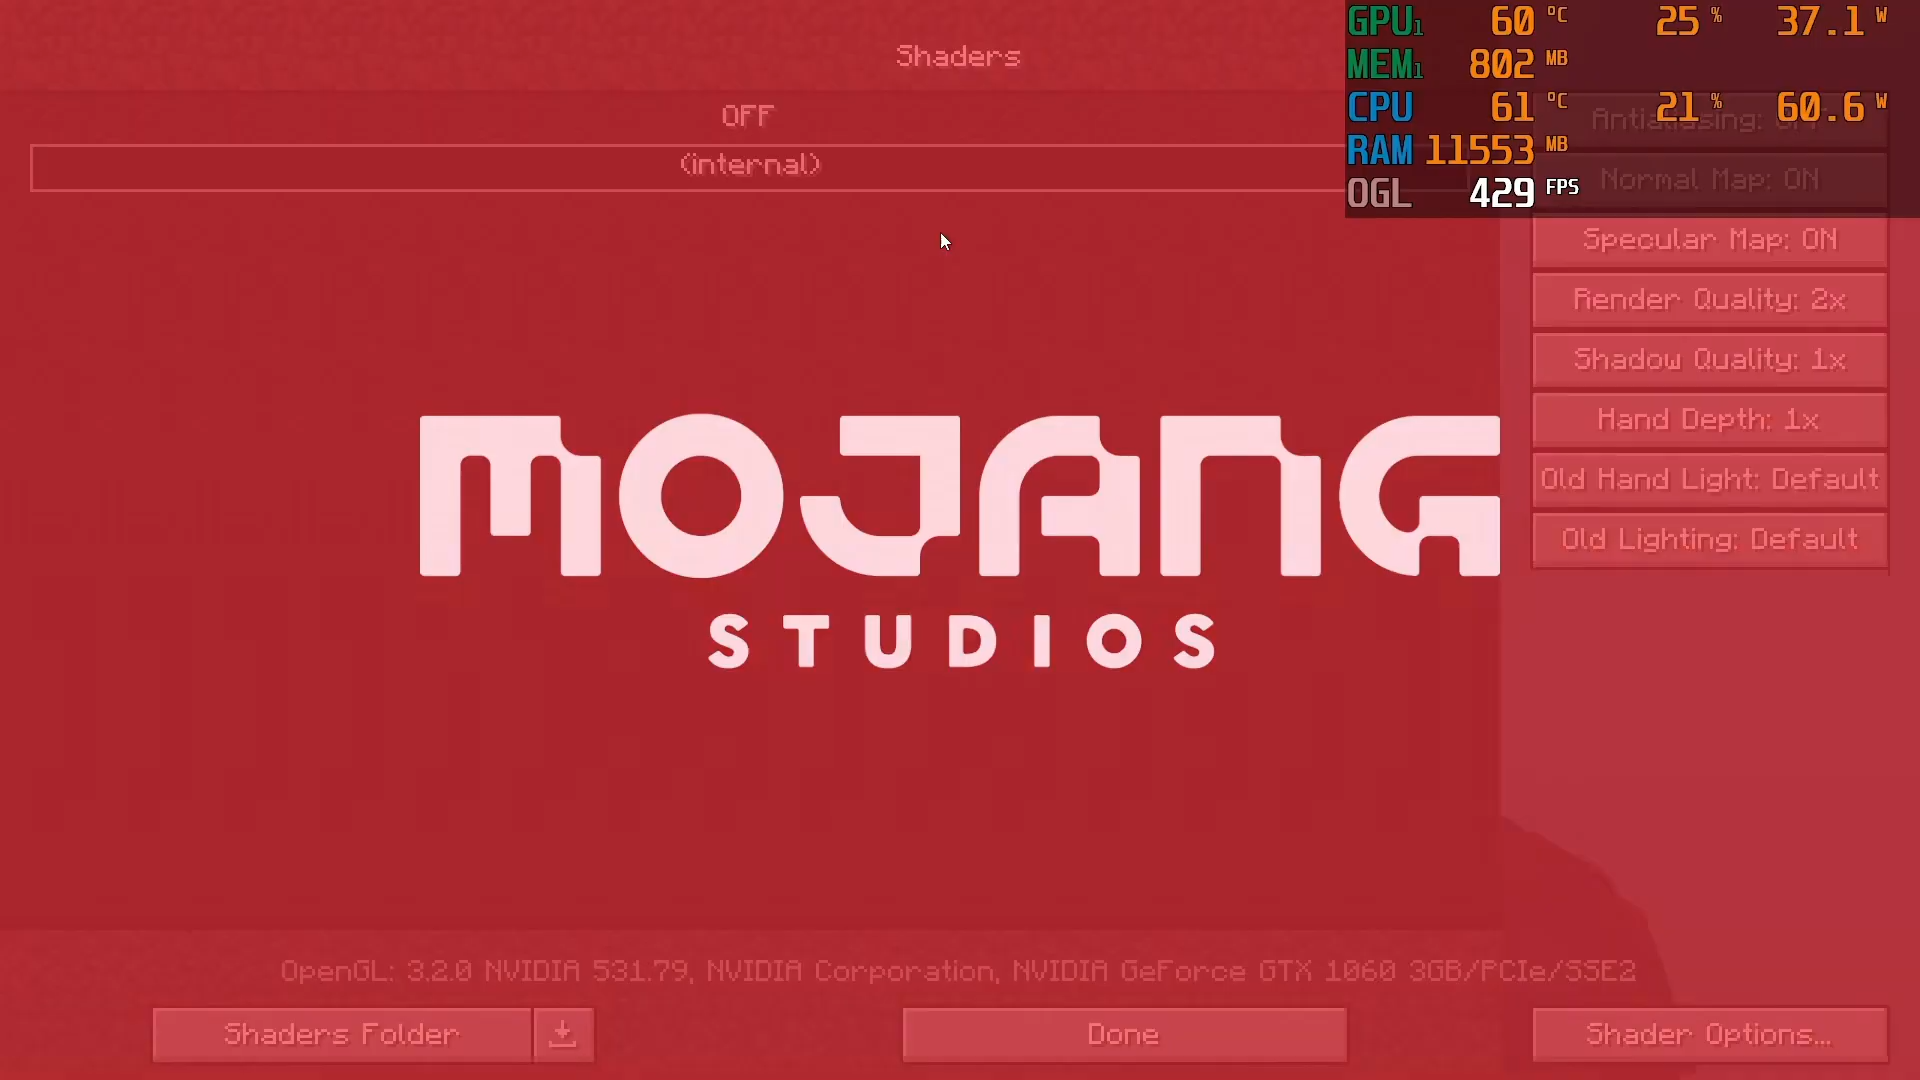 Shaders
OFF
(internal)
GPU1 60 °C 25 % 37.1 W
MEM1 802 MB
CPU 61 °C 21 % 60.6 W
RAM 11553 MB
OGL 429 FPS
Antialiasing: OFF
Normal Map: ON
Specular Map: ON
Render Quality: 2x
Shadow Quality: 1x
Hand Depth: 1x
Old Hand Light: Default
Old Lighting: Default
MOJANG
STUDIOS
OpenGL: 3.2.0 NVIDIA 531.79, NVIDIA Corporation, NVIDIA GeForce GTX 1060 3GB/PCIe/SSE2
Shaders Folder
Done
Shader Options...